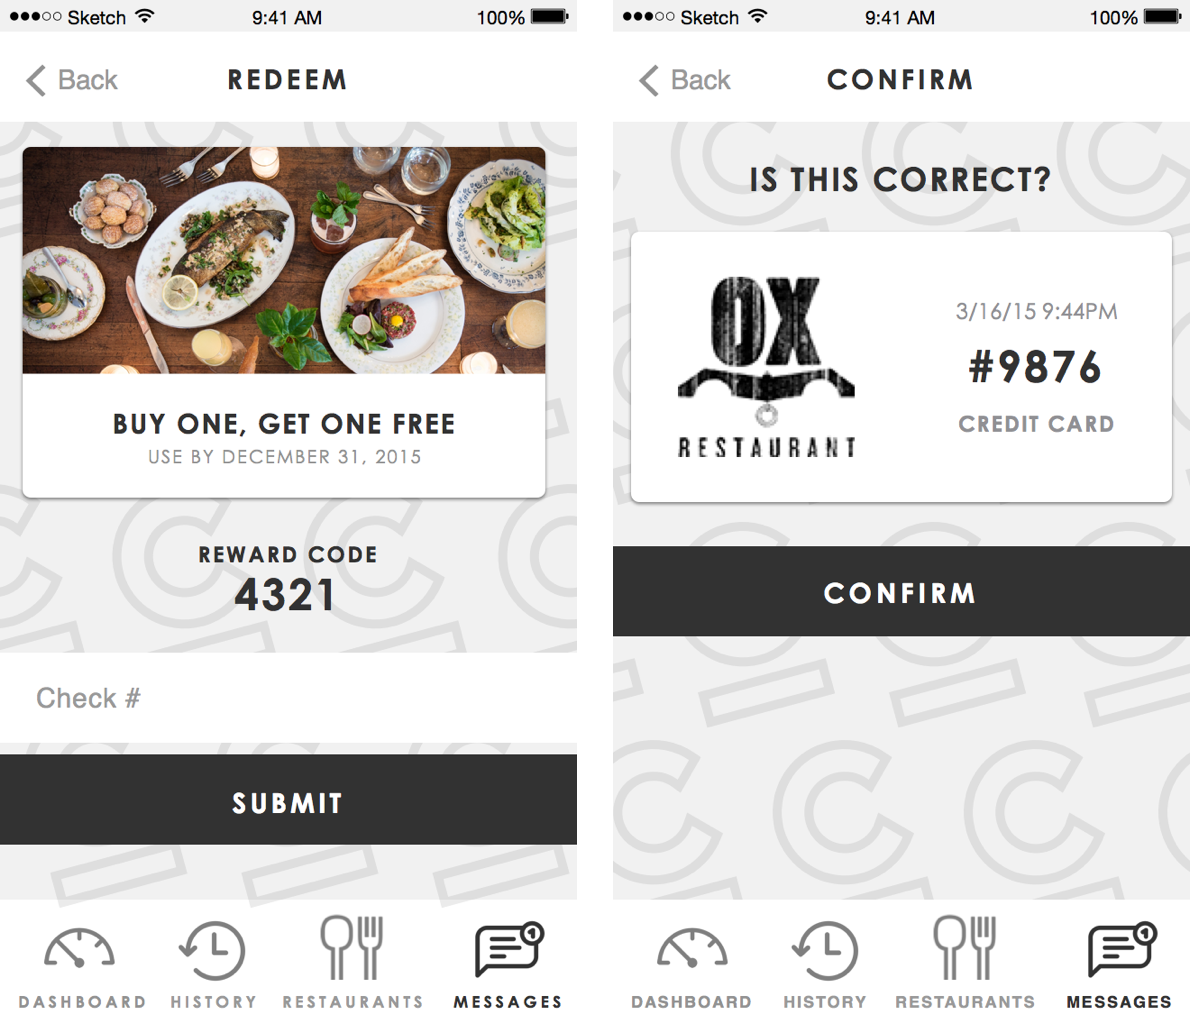 Sketch 9:41 AM 100%
Back REDEEM
BUY ONE, GET ONE FREE
USE BY DECEMBER 31, 2015
REWARD CODE
4321
Check #
SUBMIT
1
DASHBOARD HISTORY RESTAURANTS MESSAGES
Sketch 9:41 AM 100%
Back CONFIRM
IS THIS CORRECT?
OX
RESTAURANT
3/16/15 9:44PM
#9876
CREDIT CARD
CONFIRM
1
DASHBOARD HISTORY RESTAURANTS MESSAGES